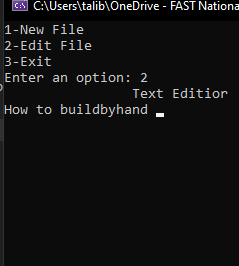 C:\Users\talib\OneDrive - FAST Nationa
1-New File
2-Edit File
3-Exit
Enter an option: 2
Text Editior
How to buildbyhand